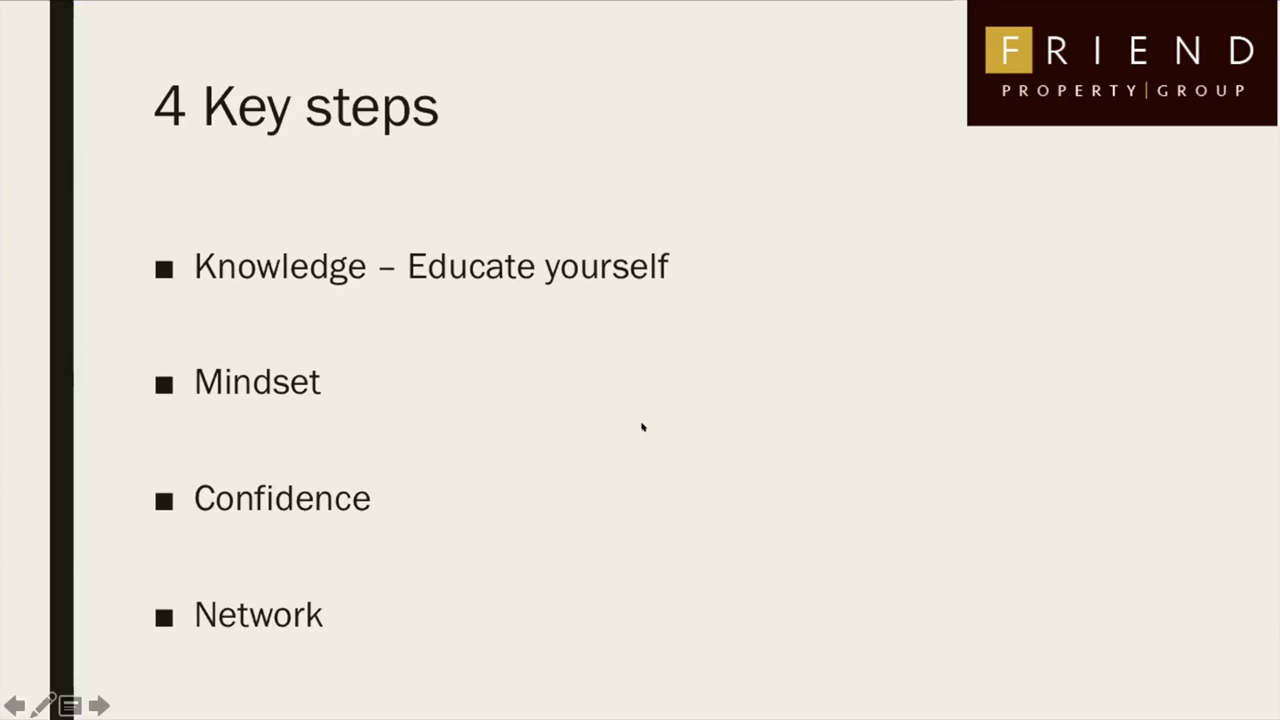 FRIEND
PROPERTY|GROUP
4 Key steps
■ Knowledge – Educate yourself
■ Mindset
■ Confidence
■ Network